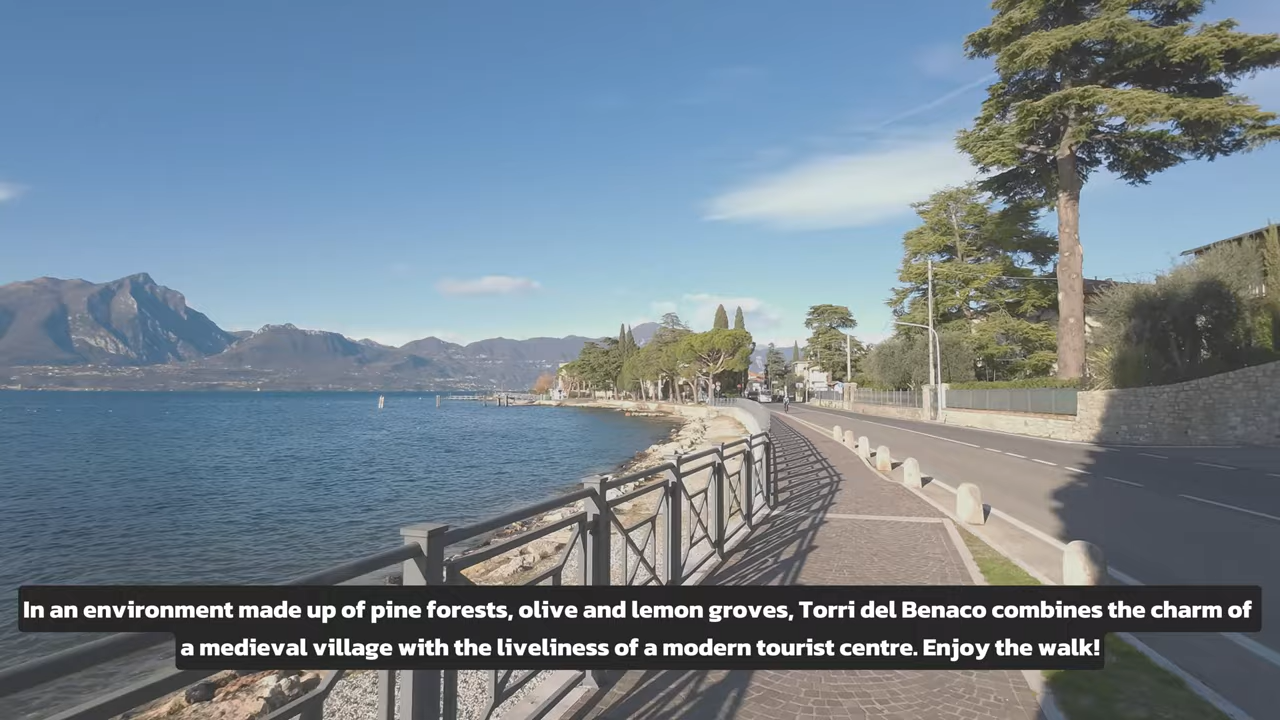 In an environment made up of pine forests, olive and lemon groves, Torri del Benaco combines the charm of
a medieval village with the liveliness of a modern tourist centre. Enjoy the walk!